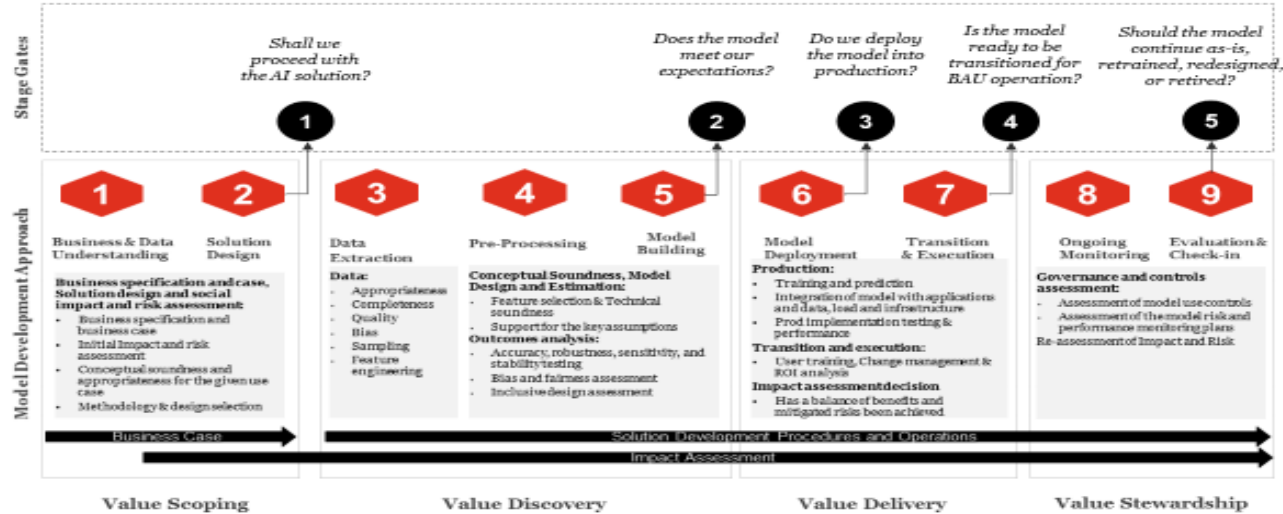 Stage Gates
Shall we
proceed with
the AI solution?
Does the model
meet our
expectations?
Do we deploy
the model into
production?
Is the model
ready to be
transitioned for
BAU operation?
Should the model
continue as-is,
retrained, redesigned,
or retired?
1
2
3
4
5
Model Development Approach
1
2
3
4
5
6
7
8
9
Business & Data
Understanding
Solution
Design
Data
Extraction
Pre-Processing
Model
Building
Model
Deployment
Transition
& Execution
Ongoing
Monitoring
Evaluation &
Check-in
Business specification and case,
Solution design and social
impact and risk assessment:
• Business specification and
business case
• Initial Impact and risk
assessment
• Conceptual soundness and
appropriateness for the given use
case
• Methodology & design selection
Data:
- Appropriateness
- Completeness
- Quality
- Bias
- Sampling
- Feature
engineering
Conceptual Soundness, Model
Design and Estimation:
- Feature selection & Technical
soundness
- Support for the key assumptions
Outcomes analysis:
- Accuracy, robustness, sensitivity, and
stability testing
- Bias and fairness assessment
- Inclusive design assessment
Production:
• Training and prediction
• Integration of model with applications
and data, load and infrastructure
• Prod implementation testing &
performance
Transition and execution:
• User training, Change management &
ROI analysis
Impact assessment decision
• Has a balance of benefits and
mitigated risks been achieved
Governance and controls
assessment:
- Assessment of model use controls
- Assessment of the model risk and
performance monitoring plans
Re-assessment of Impact and Risk
Business Case
Solution Development Procedures and Operations
Impact Assessment
Value Scoping
Value Discovery
Value Delivery
Value Stewardship